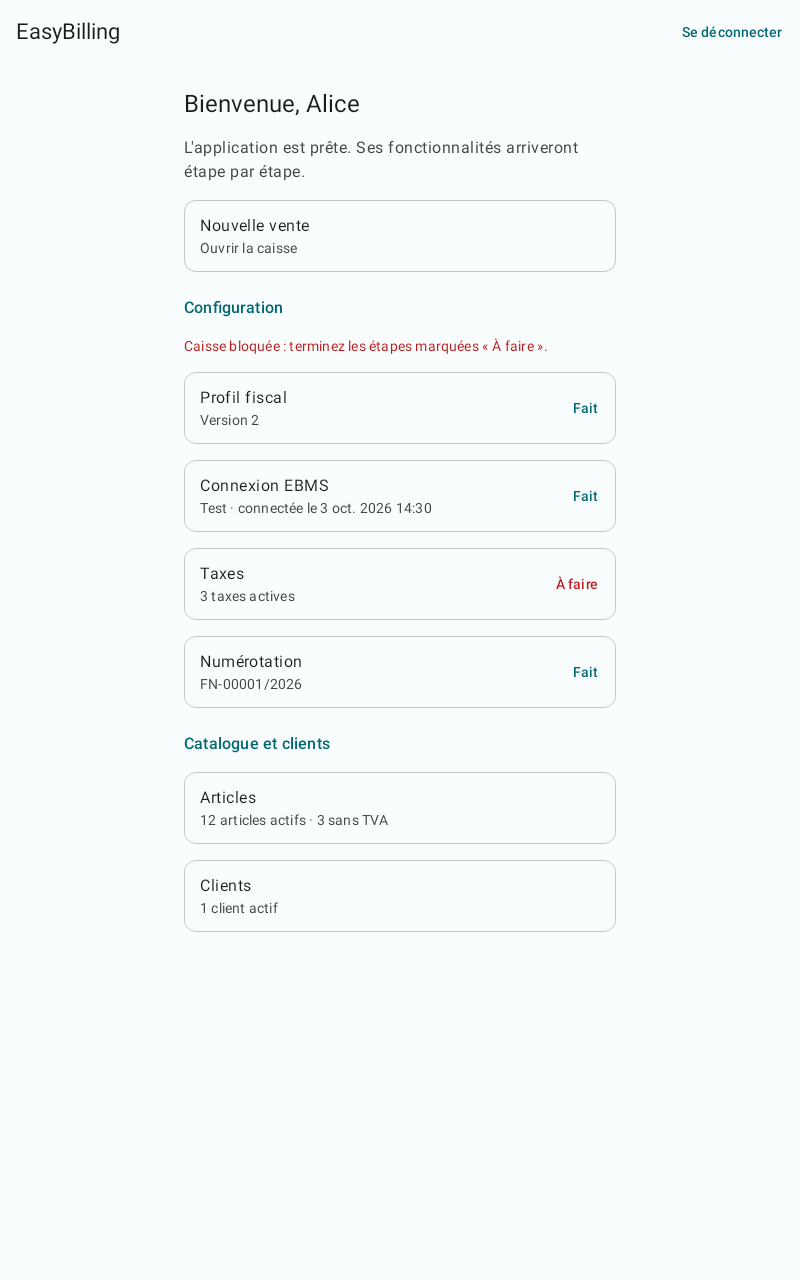 EasyBilling
Se déconnecter
Bienvenue, Alice
L'application est prête. Ses fonctionnalités arriveront
étape par étape.
Nouvelle vente
Ouvrir la caisse
Configuration
Caisse bloquée : terminez les étapes marquées « À faire ».
Profil fiscal
Version 2
Fait
Connexion EBMS
Test · connectée le 3 oct. 2026 14:30
Fait
Taxes
3 taxes actives
À faire
Numérotation
FN-00001/2026
Fait
Catalogue et clients
Articles
12 articles actifs · 3 sans TVA
Clients
1 client actif